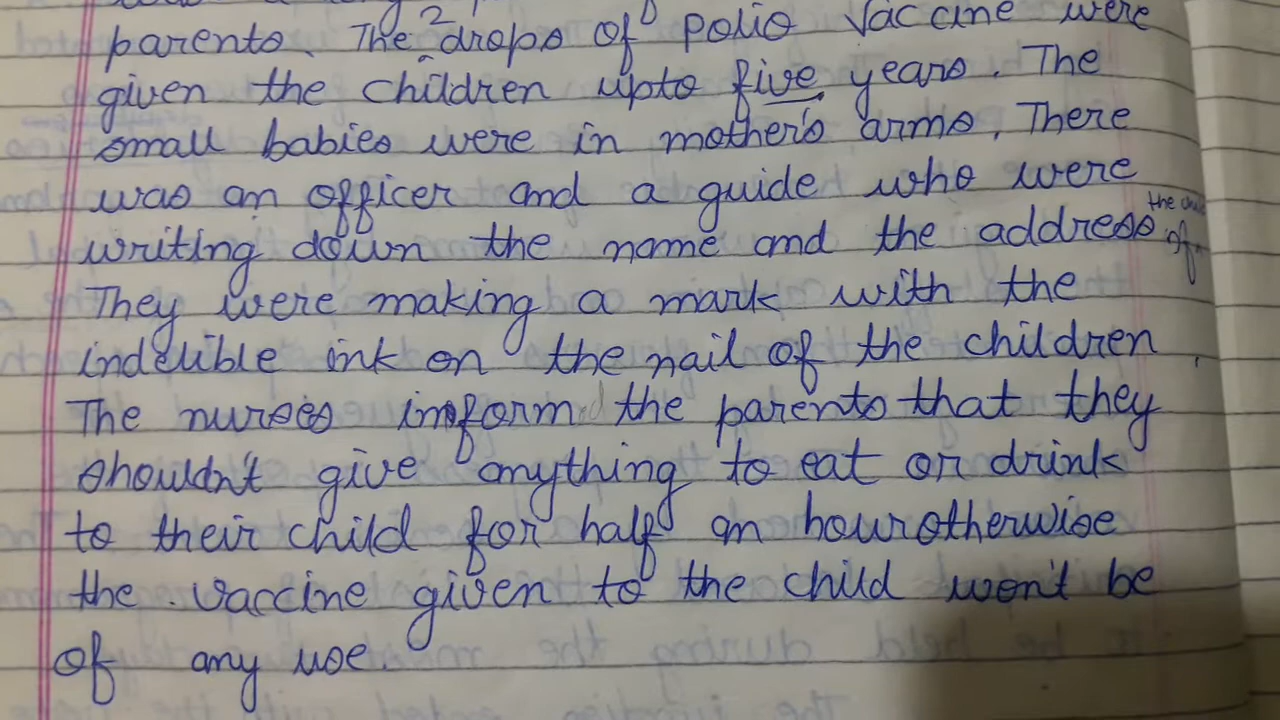 parents. The 2 drops of polio vaccine were
given the children upto five years. The
small babies were in mother's arms. There
was an officer and a guide who were
writing down the name and the address of the
They were making a mark with the
indelible ink on the nail of the children.
The nurses inform the parents that they
shouldn't give anything to eat or drink
to their child for half an hour otherwise
the vaccine given to the child won't be
of any use.